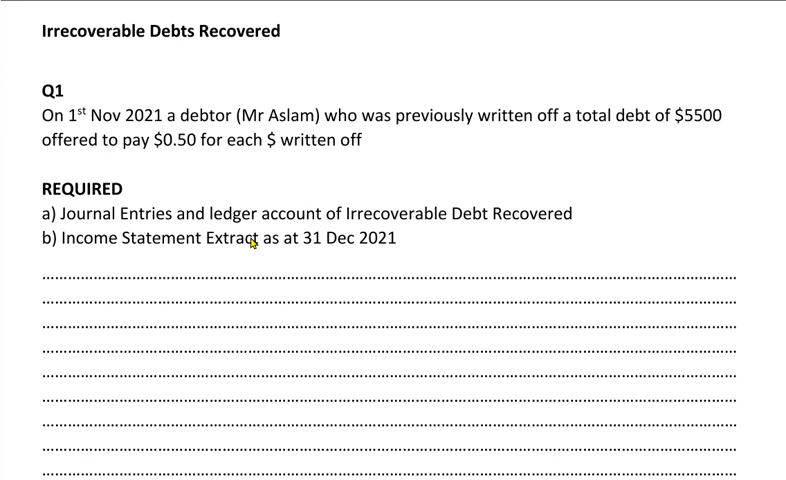 Irrecoverable Debts Recovered
Q1
On 1st Nov 2021 a debtor (Mr Aslam) who was previously written off a total debt of $5500
offered to pay $0.50 for each $ written off
REQUIRED
a) Journal Entries and ledger account of Irrecoverable Debt Recovered
b) Income Statement Extract as at 31 Dec 2021